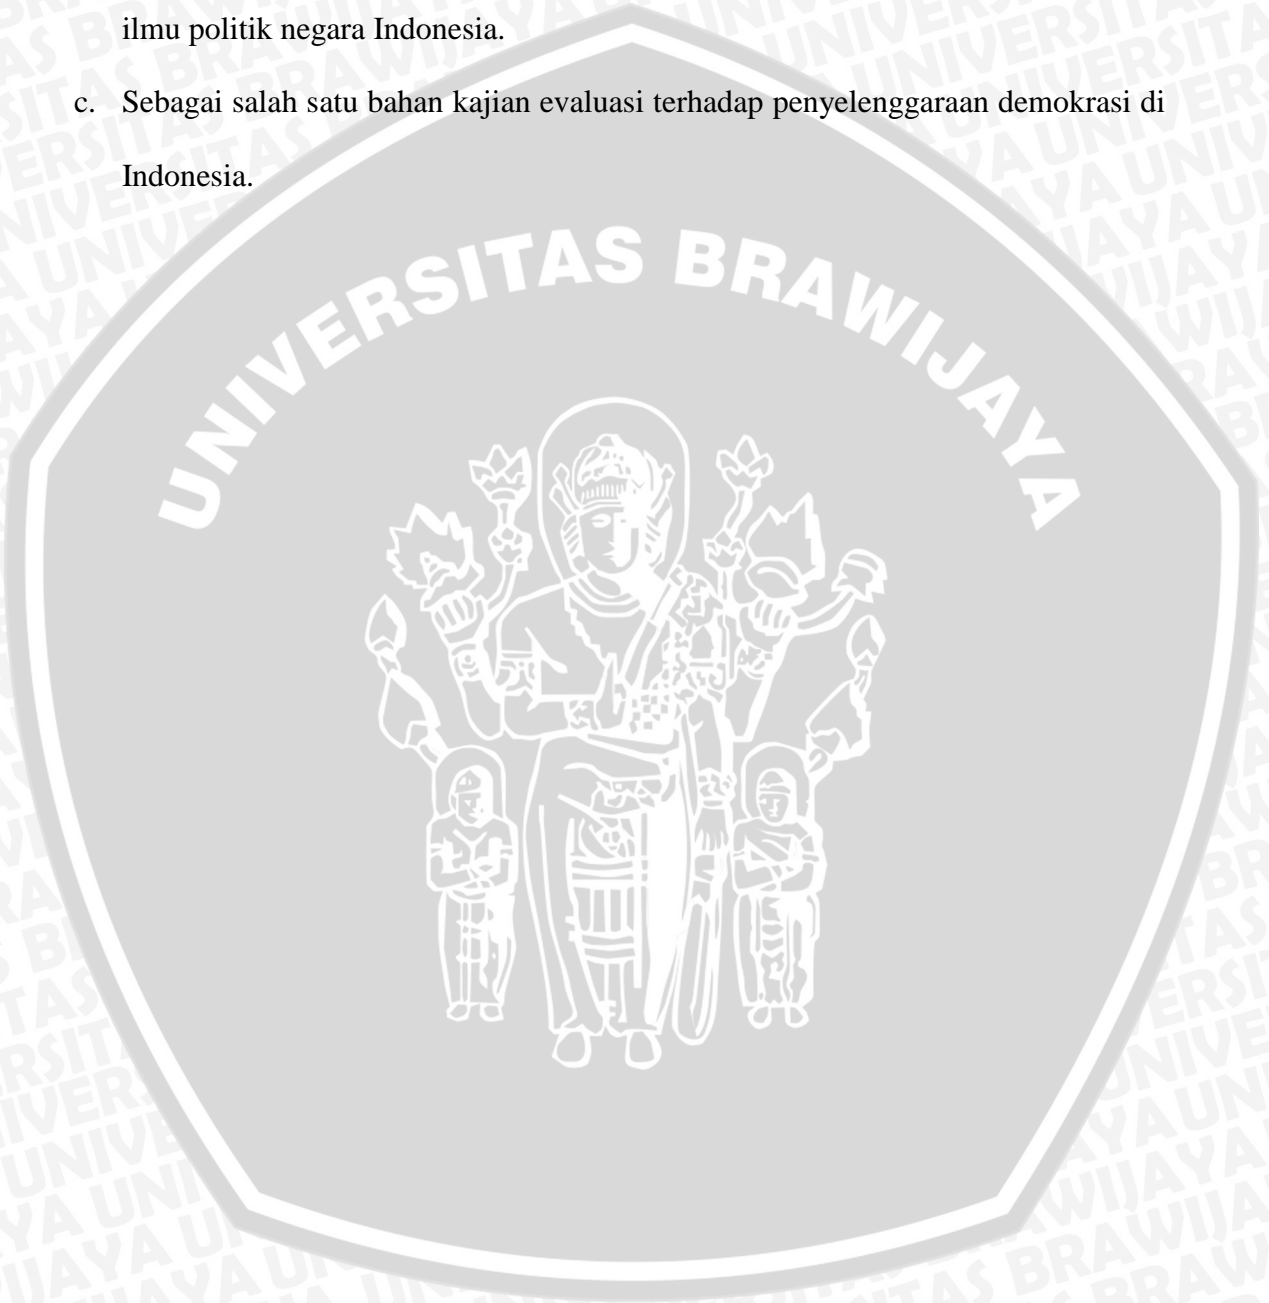 ilmu politik negara Indonesia.
c. Sebagai salah satu bahan kajian evaluasi terhadap penyelenggaraan demokrasi di
Indonesia.
UNIVERSITAS BRAWIJAYA